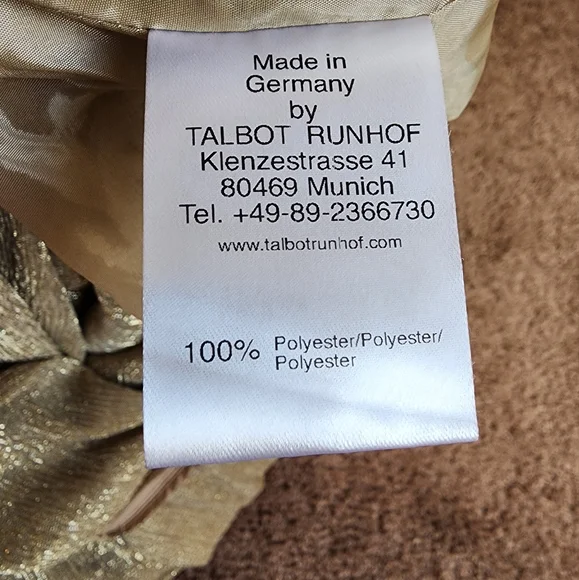 Made in
Germany
by
TALBOT RUNHOF
Klenzestrasse 41
80469 Munich
Tel. +49-89-2366730
www.talbotrunhof.com
100% Polyester/Polyester/
Polyester